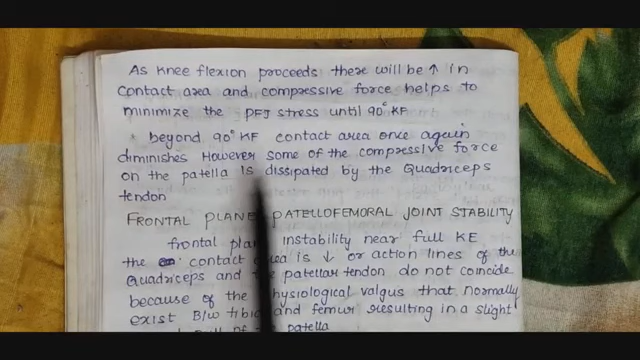 As Knee flexion proceeds there will be ↑ in
contact area and compressive force helps to
minimize the PFJ stress until 90° KF
beyond 90° KF contact area once again
diminishes However some of the compressive force
on the patella is dissipated by the Quadriceps
tendon
FRONTAL PLANE PATELLOFEMORAL JOINT STABILITY
frontal instability near full KE
the contact is ↓ or action lines of the
Quadriceps and the patellar tendon do not coincide
because of the physiological valgus that normally
exist B/w and femur resulting in a slight
patella